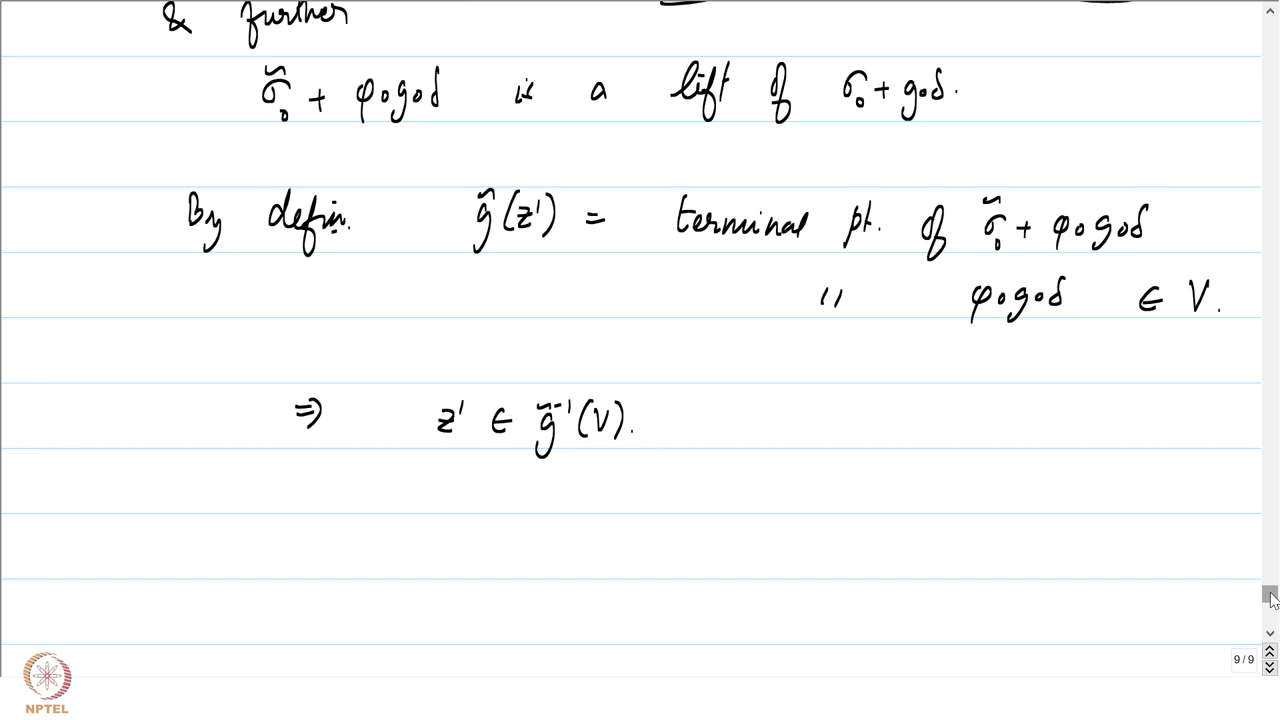 & further
σ̃₀ + φ∘g∘δ is a lift of σ₀ + g∘δ.
By defin. g̃(z') = terminal pt. of σ̃₀ + φ∘g∘δ
" φ∘g∘δ ∈ V.
⇒ z' ∈ g̃⁻¹(V).
9 / 9
NPTEL